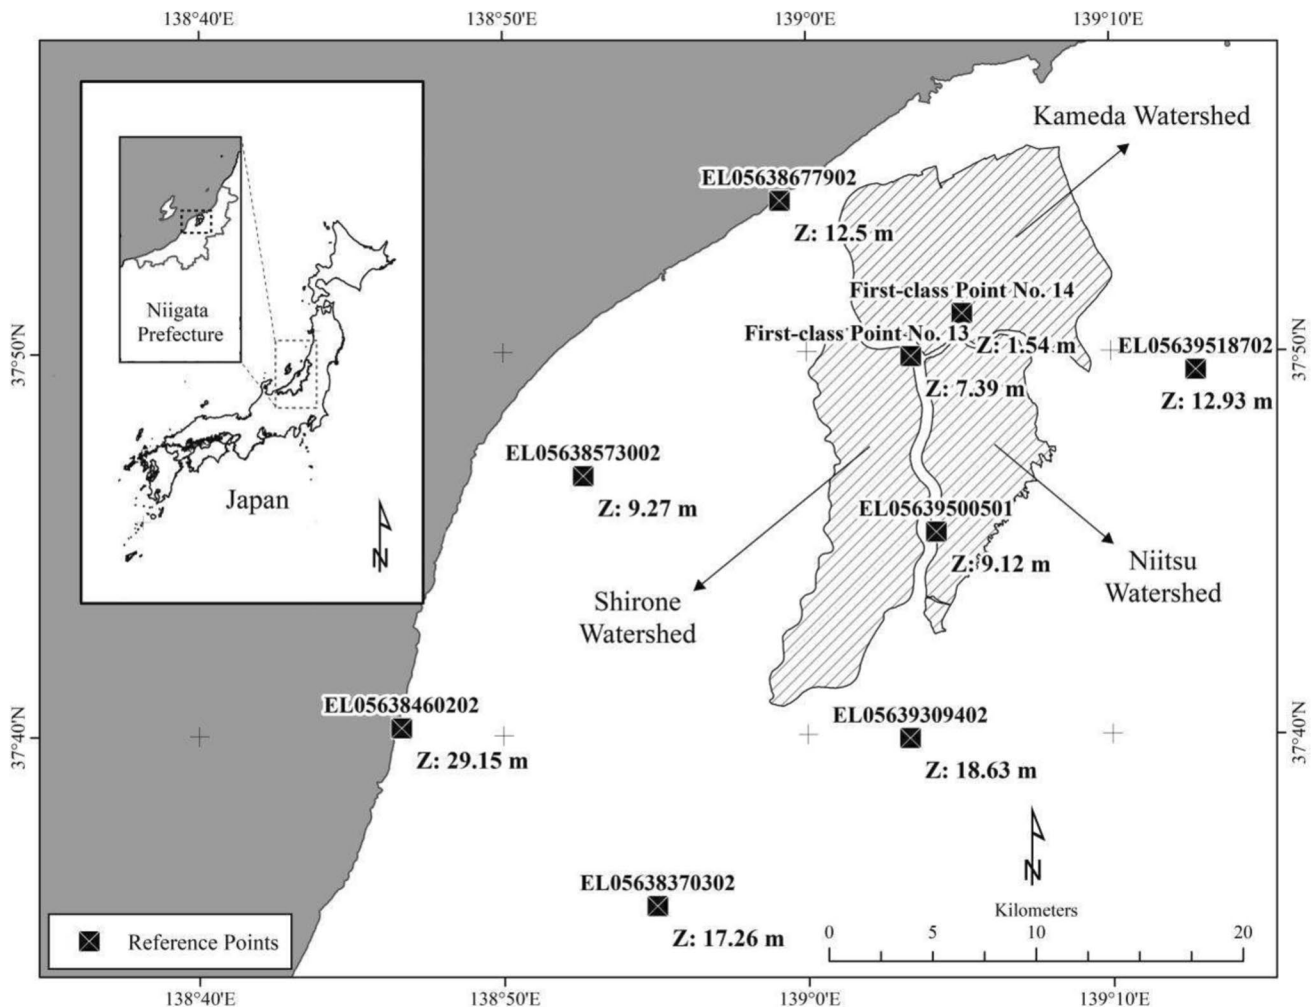 138°40'E
138°50'E
139°0'E
139°10'E
Kameda Watershed
EL05638677902
Z: 12.5 m
Niigata
Prefecture
First-class Point No. 14
First-class Point No. 13
Z: 1.54 m
EL05639518702
37°50'N
37°50'N
Z: 7.39 m
Z: 12.93 m
EL05638573002
Japan
Z: 9.27 m
EL05639500501
N
Z: 9.12 m
Niitsu
Watershed
Shirone
Watershed
EL05638460202
EL05639309402
37°40'N
37°40'N
Z: 29.15 m
Z: 18.63 m
N
EL05638370302
Kilometers
Reference Points
Z: 17.26 m
0 5 10 20
138°40'E
138°50'E
139°0'E
139°10'E